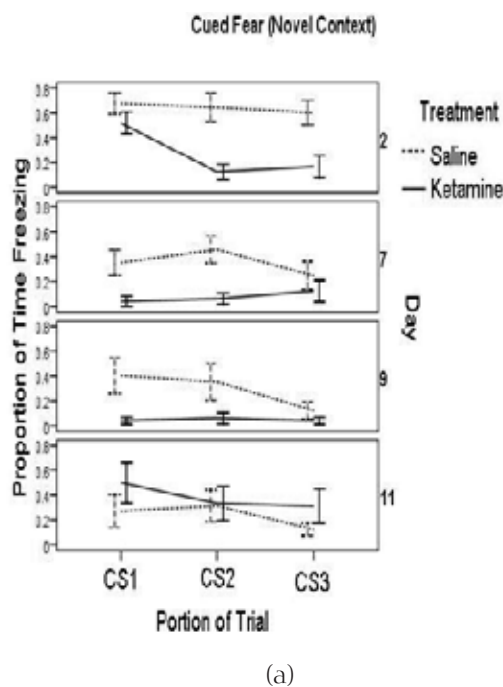 Cued Fear (Novel Context)
Proportion of Time Freezing
0.8
0.6
0.4
0.2
0
2
0.8
0.6
0.4
0.2
0
7
0.8
0.6
0.4
0.2
0
9
0.8
0.6
0.4
0.2
0
11
Day
Treatment
Saline
Ketamine
CS1 CS2 CS3
Portion of Trial
(a)